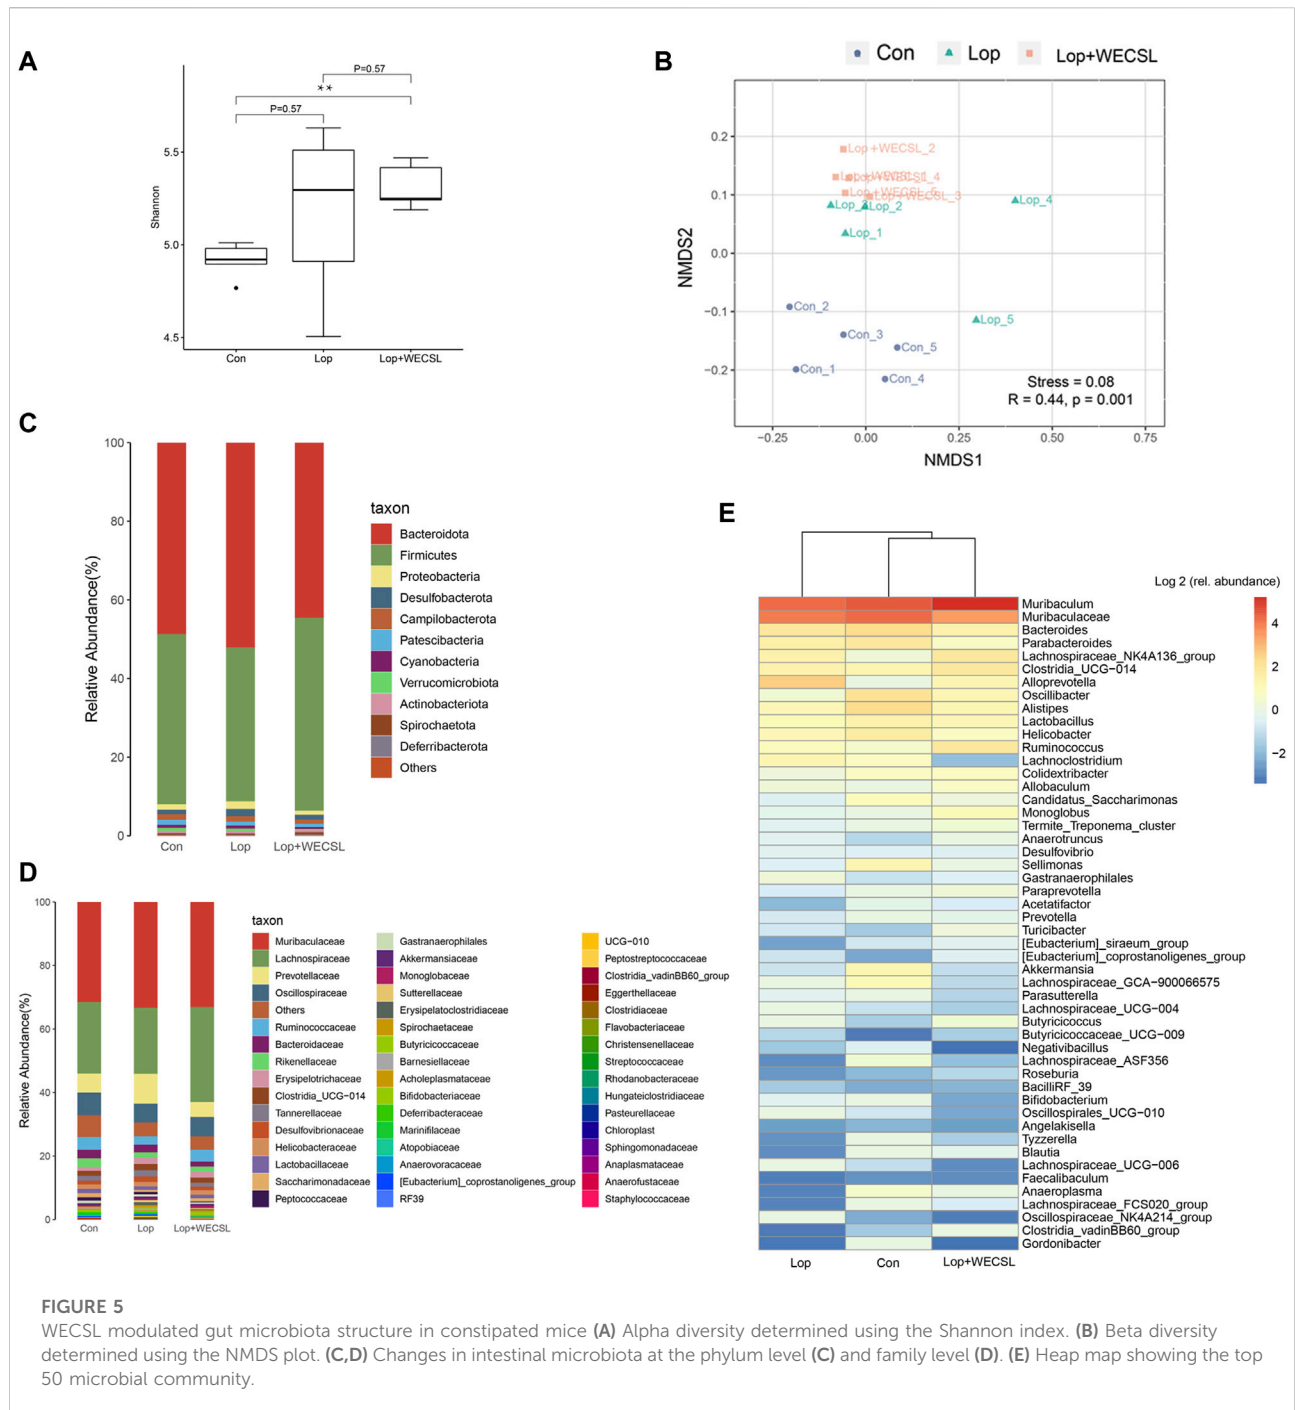 A
P=0.57
**
P=0.57
5.5
5.0
4.5
Shannon
Con
Lop
Lop+WECSL
B
Con
Lop
Lop+WECSL
0.2
0.1
0.0
−0.1
−0.2
NMDS2
Lop+WECSL_2
Lop+WECSL_4
Lop+WECSL_3
Lop_2
Lop_4
Lop_1
Con_2
Lop_5
Con_3
Con_5
Con_1
Con_4
Stress = 0.08
R = 0.44, p = 0.001
−0.25
0.00
0.25
0.50
0.75
NMDS1
C
100
80
60
40
20
0
Relative Abundance(%)
Con
Lop
Lop+WECSL
taxon
Bacteroidota
Firmicutes
Proteobacteria
Desulfobacterota
Campilobacterota
Patescibacteria
Cyanobacteria
Verrucomicrobiota
Actinobacteriota
Spirochaetota
Deferribacterota
Others
D
100
80
60
40
20
0
Relative Abundance(%)
Con
Lop
Lop+WECSL
taxon
Muribaculaceae
Lachnospiraceae
Prevotellaceae
Oscillospiraceae
Others
Ruminococcaceae
Bacteroidaceae
Rikenellaceae
Erysipelotrichaceae
Clostridia_UCG−014
Tannerellaceae
Desulfovibrionaceae
Helicobacteraceae
Lactobacillaceae
Saccharimonadaceae
Peptococcaceae
Gastranaerophilales
Akkermansiaceae
Monoglobaceae
Sutterellaceae
Erysipelatoclostridiaceae
Spirochaetaceae
Butyricicoccaceae
Barnesiellaceae
Acholeplasmataceae
Bifidobacteriaceae
Deferribacteraceae
Marinifilaceae
Atopobiaceae
Anaerovoracaceae
[Eubacterium]_coprostanoligenes_group
RF39
UCG−010
Peptostreptococcaceae
Clostridia_vadinBB60_group
Eggerthellaceae
Clostridiaceae
Flavobacteriaceae
Christensenellaceae
Streptococcaceae
Rhodanobacteraceae
Hungateiclostridiaceae
Pasteurellaceae
Chloroplast
Sphingomonadaceae
Anaplasmataceae
Anaerofustaceae
Staphylococcaceae
E
Log 2 (rel. abundance)
4
2
0
−2
Muribaculum
Muribaculaceae
Bacteroides
Parabacteroides
Lachnospiraceae_NK4A136_group
Clostridia_UCG−014
Alloprevotella
Oscillibacter
Alistipes
Lactobacillus
Helicobacter
Ruminococcus
Lachnoclostridium
Colidextribacter
Allobaculum
Candidatus_Saccharimonas
Monoglobus
Termite_Treponema_cluster
Anaerotruncus
Desulfovibrio
Sellimonas
Gastranaerophilales
Paraprevotella
Acetatifactor
Prevotella
Turicibacter
[Eubacterium]_siraeum_group
[Eubacterium]_coprostanoligenes_group
Akkermansia
Lachnospiraceae_GCA-900066575
Parasutterella
Lachnospiraceae_UCG−004
Butyricicoccus
Butyricicoccaceae_UCG−009
Negativibacillus
Lachnospiraceae_ASF356
Roseburia
BacilliRF_39
Bifidobacterium
Oscillospirales_UCG−010
Angelakisella
Tyzzerella
Blautia
Lachnospiraceae_UCG−006
Faecalibaculum
Anaeroplasma
Lachnospiraceae_FCS020_group
Oscillospiraceae_NK4A214_group
Clostridia_vadinBB60_group
Gordonibacter
Lop
Con
Lop+WECSL
FIGURE 5
WECSL modulated gut microbiota structure in constipated mice (A) Alpha diversity determined using the Shannon index. (B) Beta diversity
determined using the NMDS plot. (C,D) Changes in intestinal microbiota at the phylum level (C) and family level (D). (E) Heap map showing the top
50 microbial community.